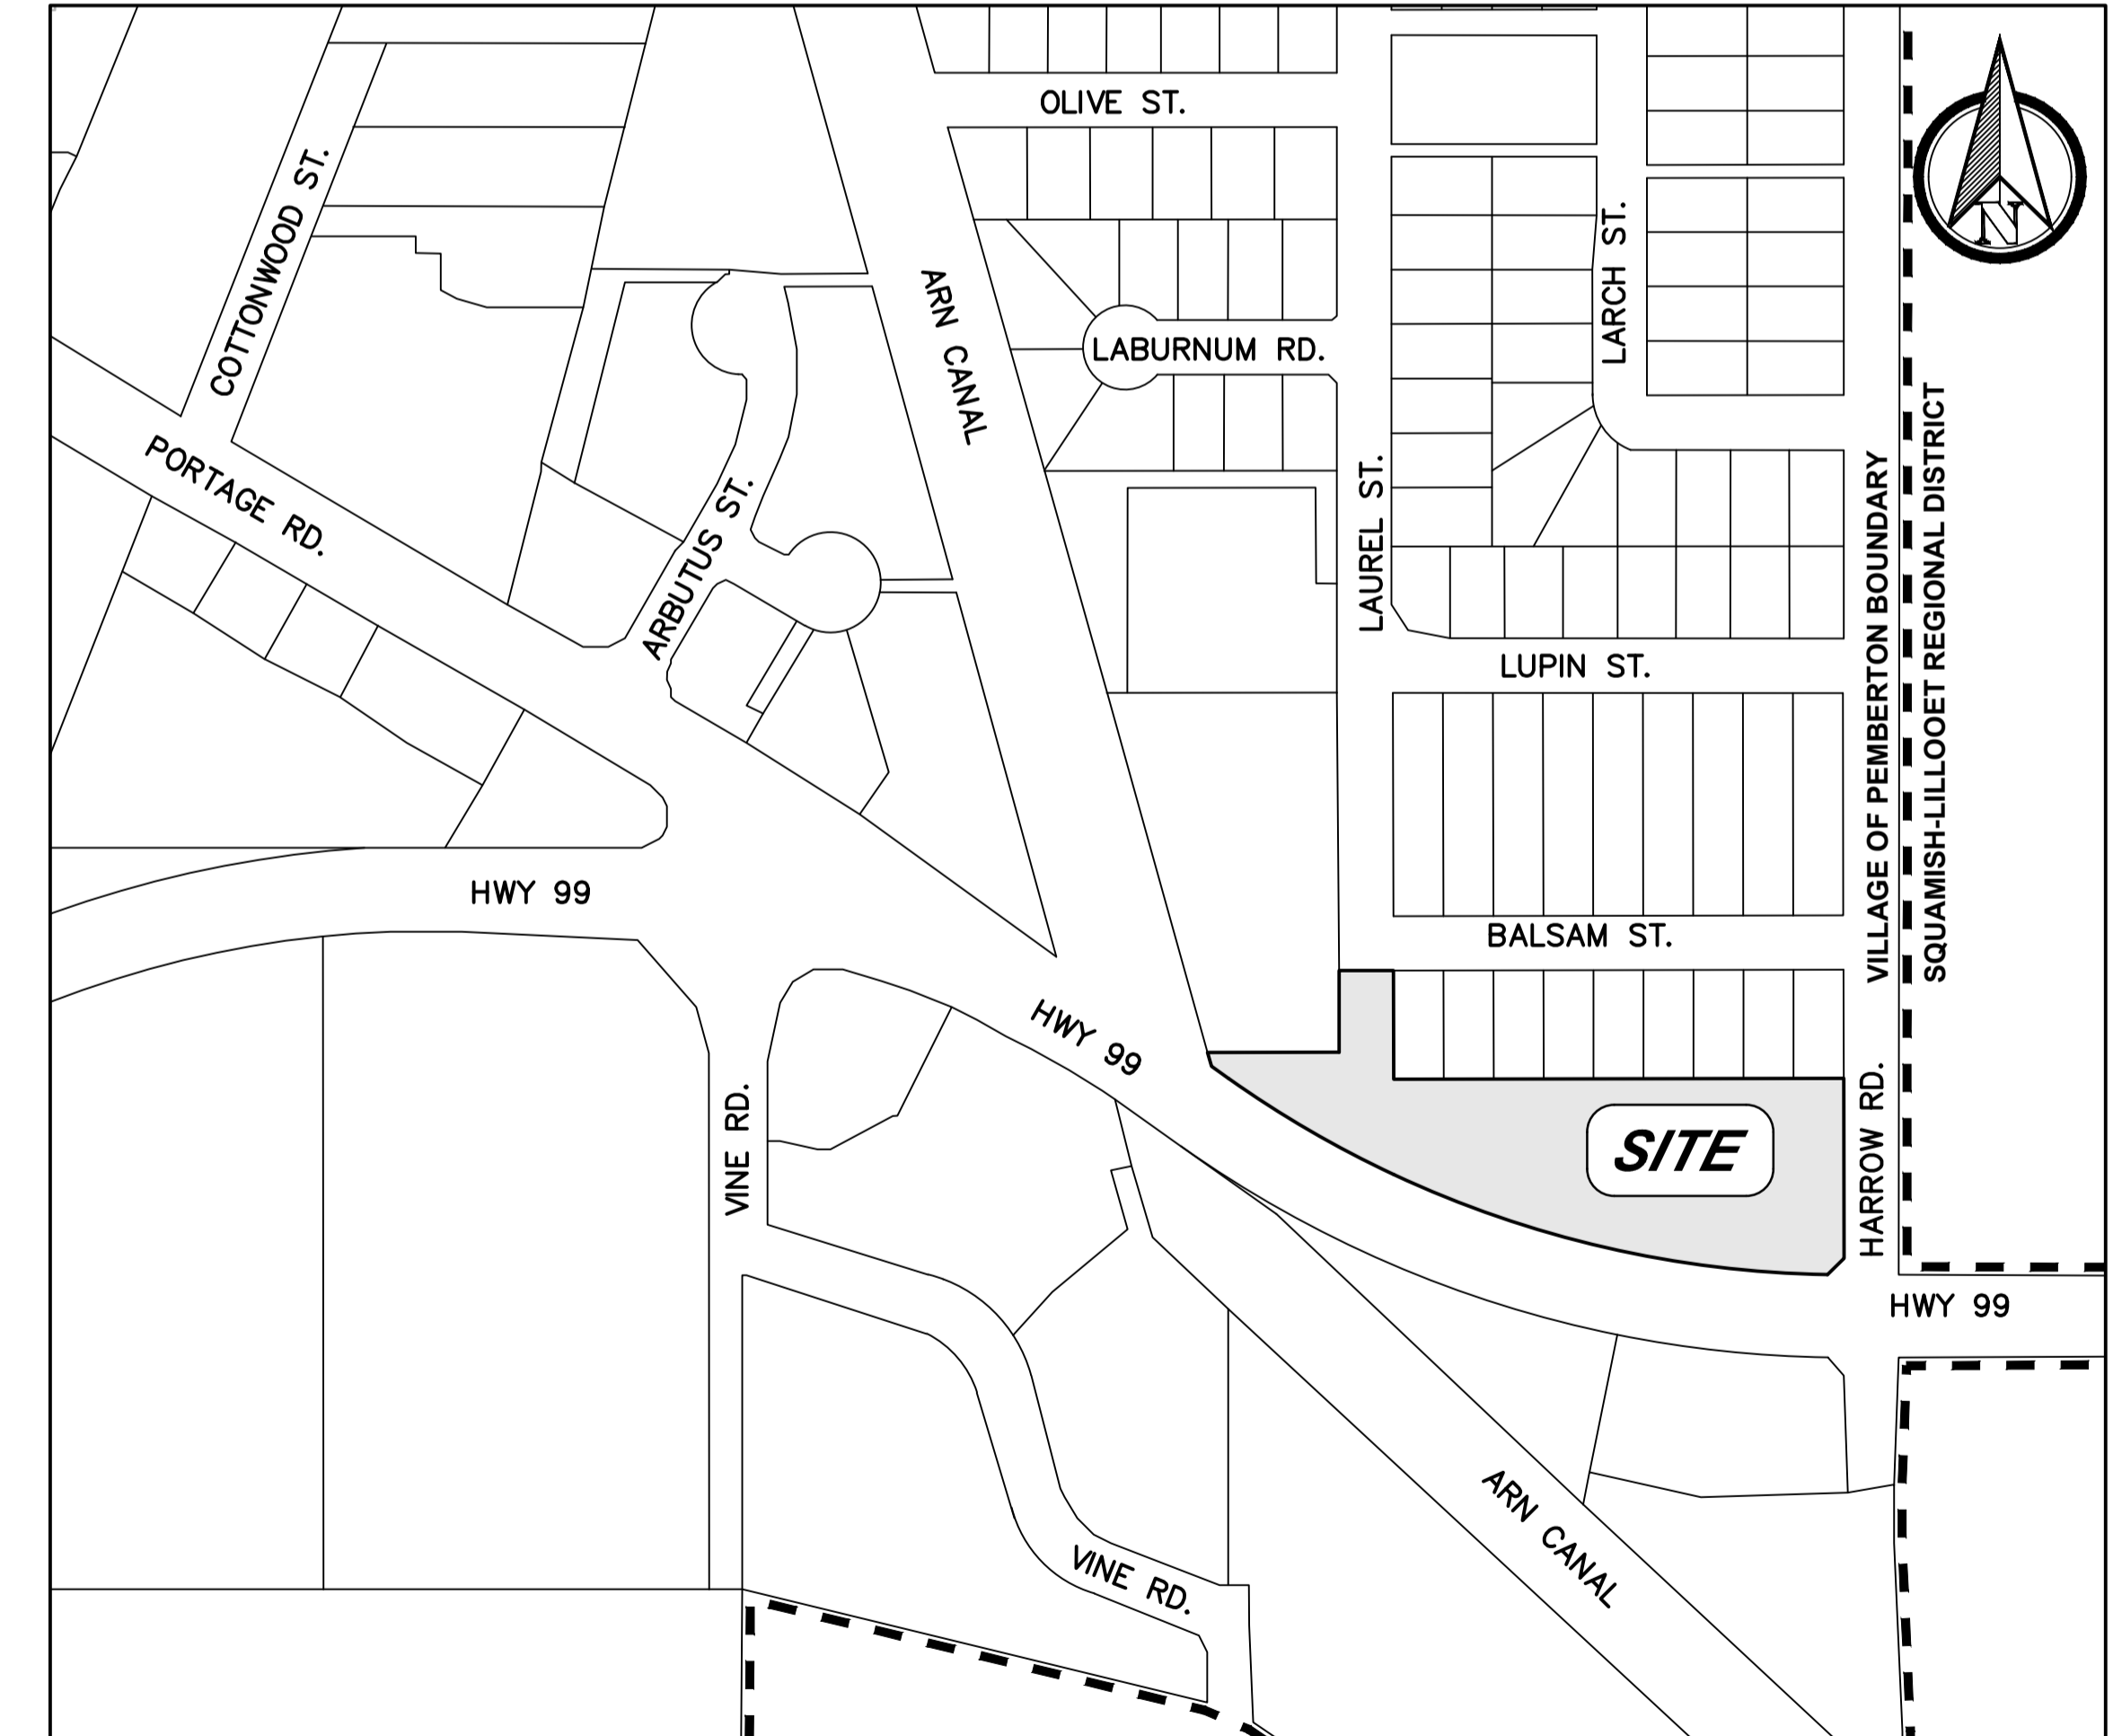 OLIVE ST.
COTTONWOOD ST.
N
LARCH ST.
ARN CANAL
LABURNUM RD.
PORTAGE RD.
LAUREL ST.
ARBUTUS ST.
VILLAGE OF PEMBERTON BOUNDARY
SQUAMISH-LILLOOET REGIONAL DISTRICT
LUPIN ST.
HWY 99
BALSAM ST.
HWY 99
VINE RD.
SITE
HARROW RD.
HWY 99
ARN CANAL
VINE RD.